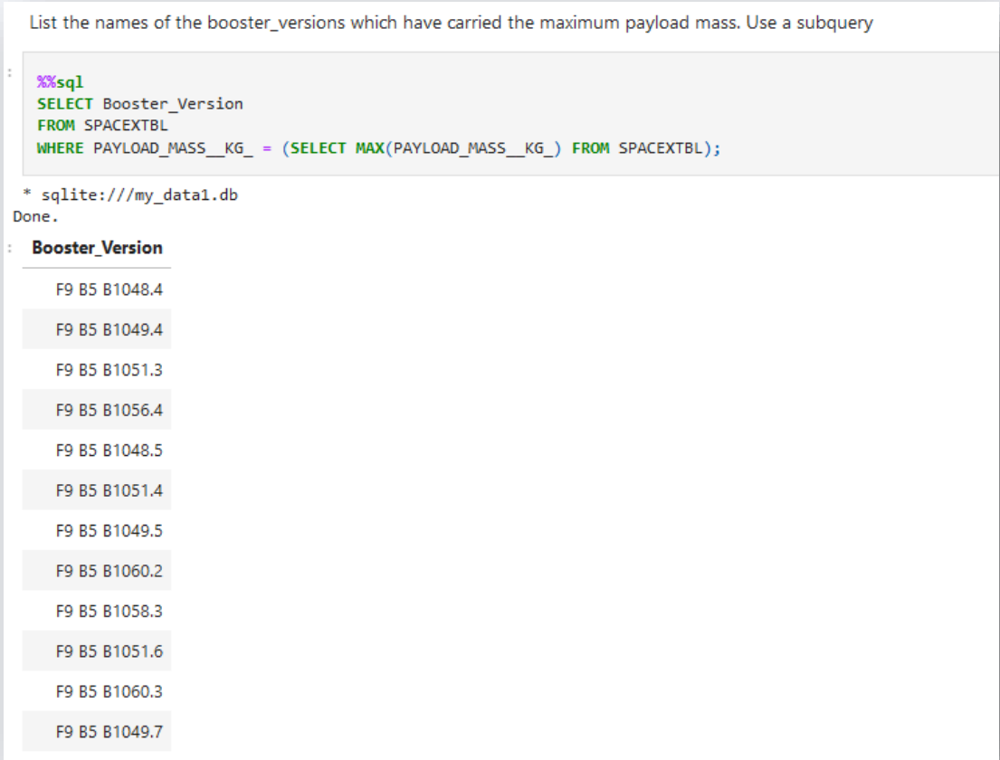 List the names of the booster_versions which have carried the maximum payload mass. Use a subquery
:
%%sql
SELECT Booster_Version
FROM SPACEXTBL
WHERE PAYLOAD_MASS__KG_ = (SELECT MAX(PAYLOAD_MASS__KG_) FROM SPACEXTBL);
* sqlite:///my_data1.db
Done.
: Booster_Version
F9 B5 B1048.4
F9 B5 B1049.4
F9 B5 B1051.3
F9 B5 B1056.4
F9 B5 B1048.5
F9 B5 B1051.4
F9 B5 B1049.5
F9 B5 B1060.2
F9 B5 B1058.3
F9 B5 B1051.6
F9 B5 B1060.3
F9 B5 B1049.7